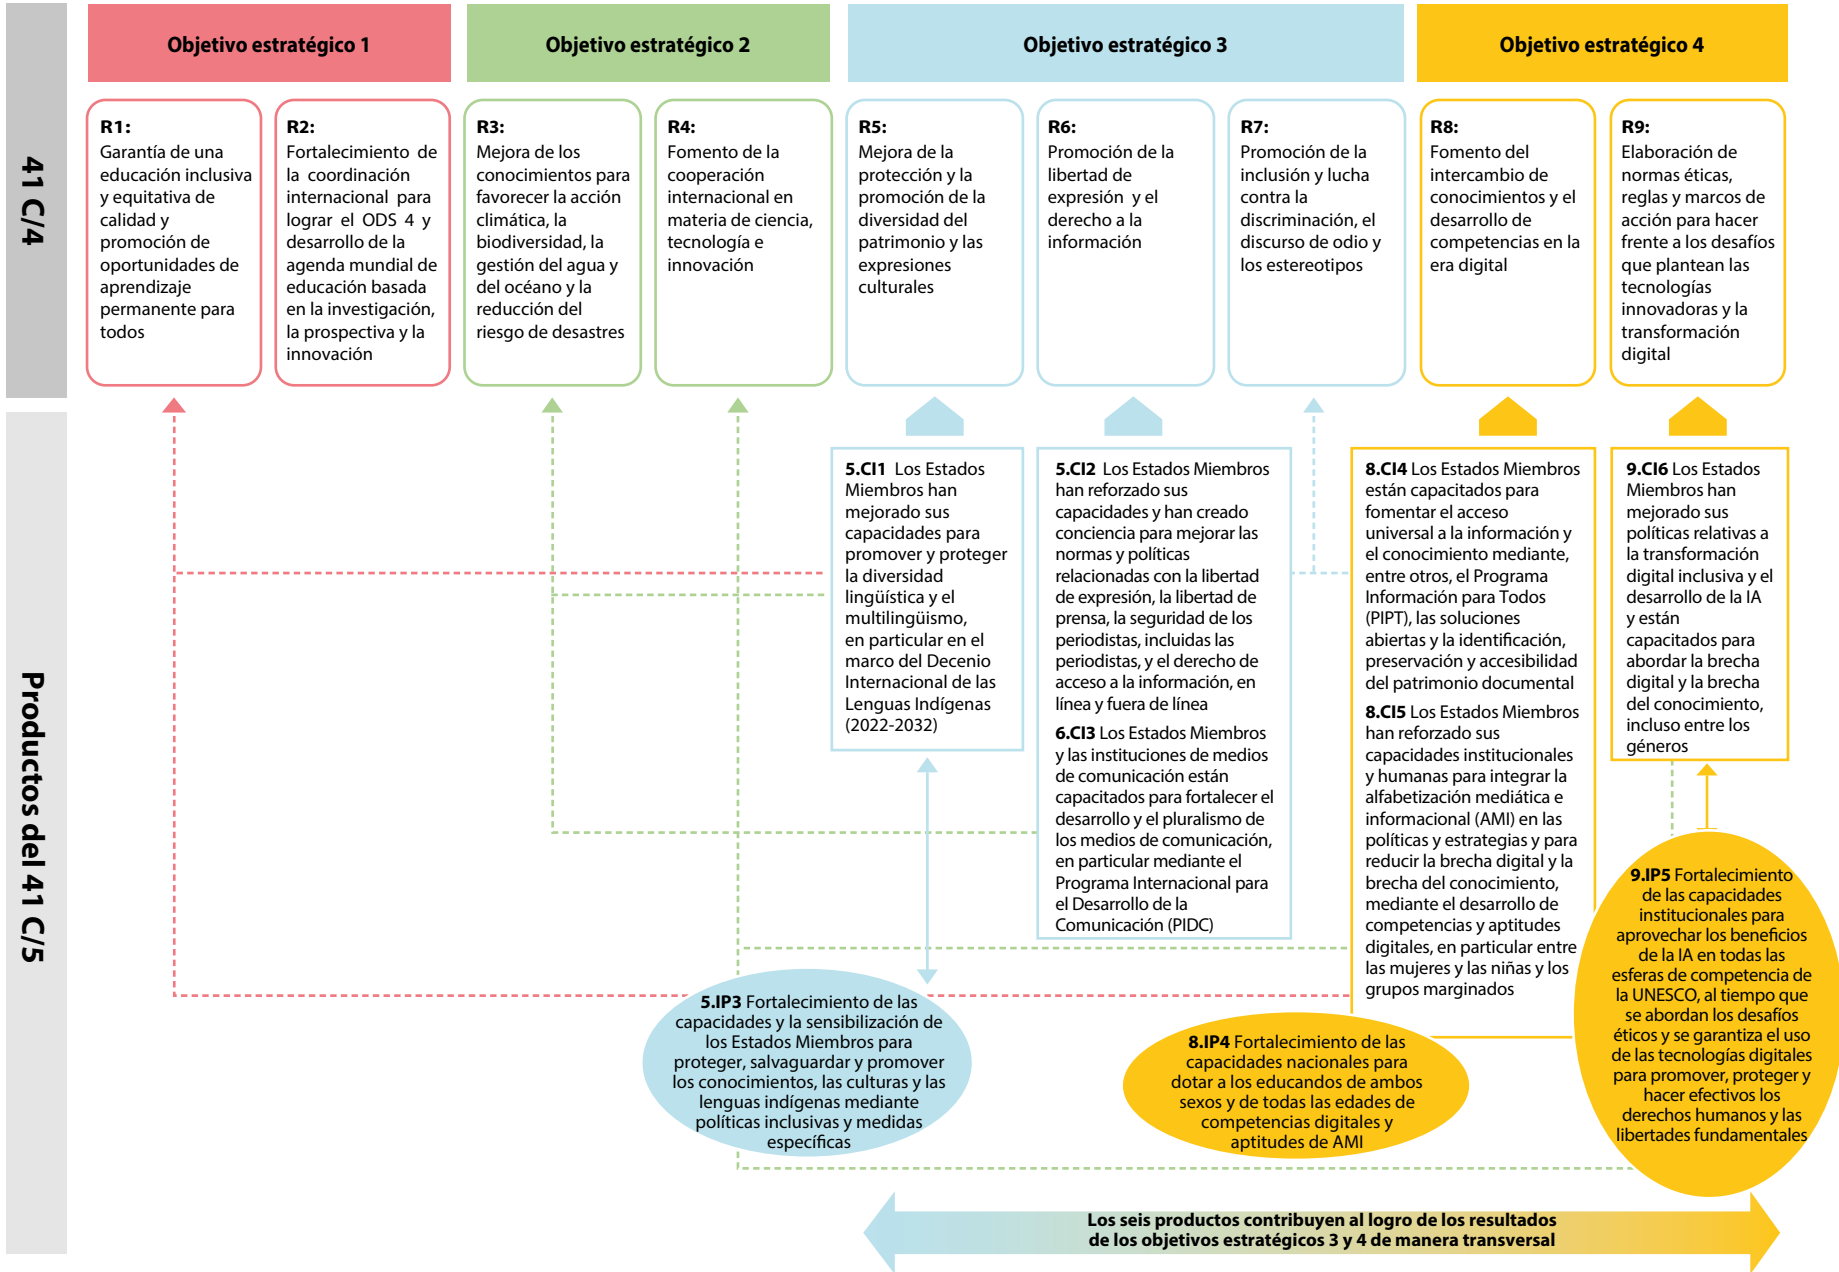 41 C/4
Objetivo estratégico 1
Objetivo estratégico 2
Objetivo estratégico 3
Objetivo estratégico 4
R1:
Garantía de una
educación inclusiva
y equitativa de
calidad y
promoción de
oportunidades de
aprendizaje
permanente para
todos
R2:
Fortalecimiento de
la coordinación
internacional para
lograr el ODS 4 y
desarrollo de la
agenda mundial de
educación basada
en la investigación,
la prospectiva y la
innovación
R3:
Mejora de los
conocimientos para
favorecer la acción
climática, la
biodiversidad, la
gestión del agua y
del océano y la
reducción del
riesgo de desastres
R4:
Fomento de la
cooperación
internacional en
materia de ciencia,
tecnología e
innovación
R5:
Mejora de la
protección y la
promoción de la
diversidad del
patrimonio y las
expresiones
culturales
R6:
Promoción de la
libertad de
expresión y el
derecho a la
información
R7:
Promoción de la
inclusión y lucha
contra la
discriminación, el
discurso de odio y
los estereotipos
R8:
Fomento del
intercambio de
conocimientos y el
desarrollo de
competencias en la
era digital
R9:
Elaboración de
normas éticas,
reglas y marcos de
acción para hacer
frente a los desafíos
que plantean las
tecnologías
innovadoras y la
transformación
digital
Productos del 41 C/5
5.CI1 Los Estados
Miembros han
mejorado sus
capacidades para
promover y proteger
la diversidad
lingüística y el
multilingüismo,
en particular en el
marco del Decenio
Internacional de las
Lenguas Indígenas
(2022-2032)
5.CI2 Los Estados Miembros
han reforzado sus
capacidades y han creado
conciencia para mejorar las
normas y políticas
relacionadas con la libertad
de expresión, la libertad de
prensa, la seguridad de los
periodistas, incluidas las
periodistas, y el derecho de
acceso a la información, en
línea y fuera de línea
6.CI3 Los Estados Miembros
y las instituciones de medios
de comunicación están
capacitados para fortalecer el
desarrollo y el pluralismo de
los medios de comunicación,
en particular mediante el
Programa Internacional para
el Desarrollo de la
Comunicación (PIDC)
8.CI4 Los Estados Miembros
están capacitados para
fomentar el acceso
universal a la información y
el conocimiento mediante,
entre otros, el Programa
Información para Todos
(PIPT), las soluciones
abiertas y la identificación,
preservación y accesibilidad
del patrimonio documental
8.CI5 Los Estados Miembros
han reforzado sus
capacidades institucionales
y humanas para integrar la
alfabetización mediática e
informacional (AMI) en las
políticas y estrategias y para
reducir la brecha digital y la
brecha del conocimiento,
mediante el desarrollo de
competencias y aptitudes
digitales, en particular entre
las mujeres y las niñas y los
grupos marginados
9.CI6 Los Estados
Miembros han
mejorado sus
políticas relativas a
la transformación
digital inclusiva y el
desarrollo de la IA
y están
capacitados para
abordar la brecha
digital y la brecha
del conocimiento,
incluso entre los
géneros
5.IP3 Fortalecimiento de las
capacidades y la sensibilización de
los Estados Miembros para
proteger, salvaguardar y promover
los conocimientos, las culturas y las
lenguas indígenas mediante
políticas inclusivas y medidas
específicas
8.IP4 Fortalecimiento de las
capacidades nacionales para
dotar a los educandos de ambos
sexos y de todas las edades de
competencias digitales y
aptitudes de AMI
9.IP5 Fortalecimiento
de las capacidades
institucionales para
aprovechar los beneficios
de la IA en todas las
esferas de competencia de
la UNESCO, al tiempo que
se abordan los desafíos
éticos y se garantiza el uso
de las tecnologías digitales
para promover, proteger y
hacer efectivos los
derechos humanos y las
libertades fundamentales
Los seis productos contribuyen al logro de los resultados
de los objetivos estratégicos 3 y 4 de manera transversal